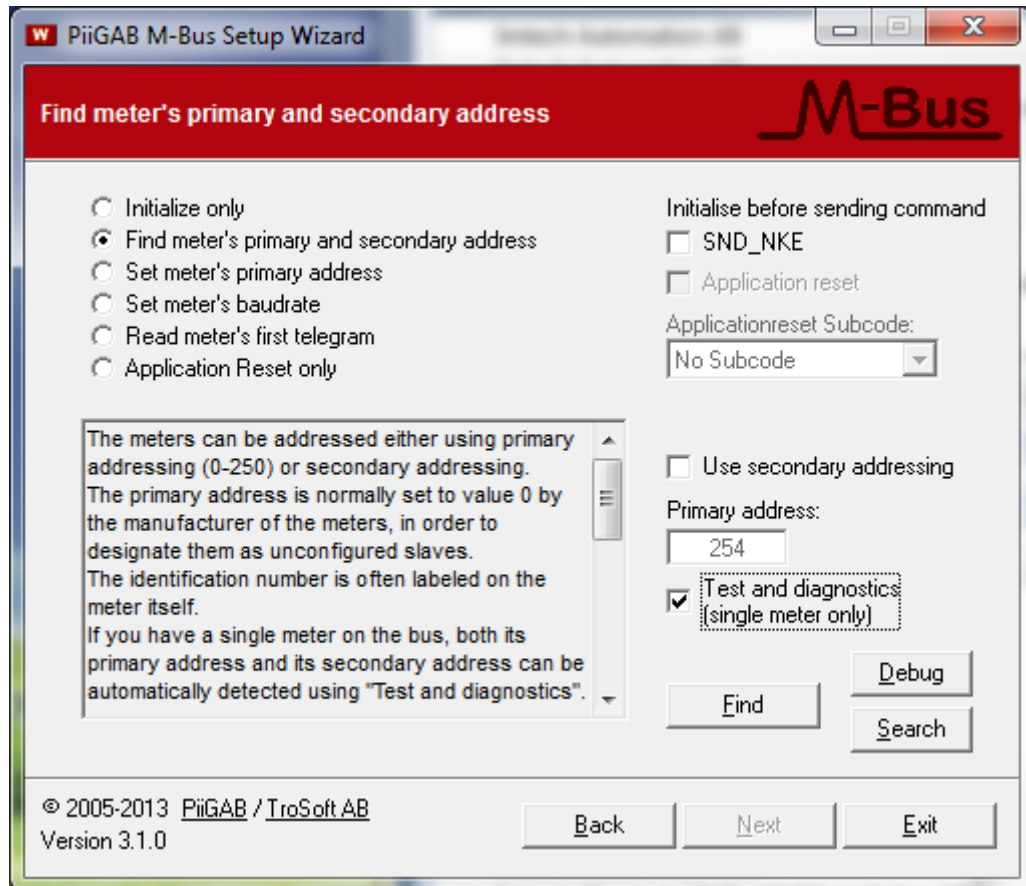 W PiiGAB M-Bus Setup Wizard
Find meter's primary and secondary address
M-Bus
Initialize only
Find meter's primary and secondary address
Set meter's primary address
Set meter's baudrate
Read meter's first telegram
Application Reset only
Initialise before sending command
SND_NKE
Application reset
Applicationreset Subcode:
No Subcode
The meters can be addressed either using primary
addressing (0-250) or secondary addressing.
The primary address is normally set to value 0 by
the manufacturer of the meters, in order to
designate them as unconfigured slaves.
The identification number is often labeled on the
meter itself.
If you have a single meter on the bus, both its
primary address and its secondary address can be
automatically detected using "Test and diagnostics".
Use secondary addressing
Primary address:
254
Test and diagnostics
(single meter only)
Find
Debug
Search
© 2005-2013 PiiGAB / TroSoft AB
Version 3.1.0
Back
Next
Exit